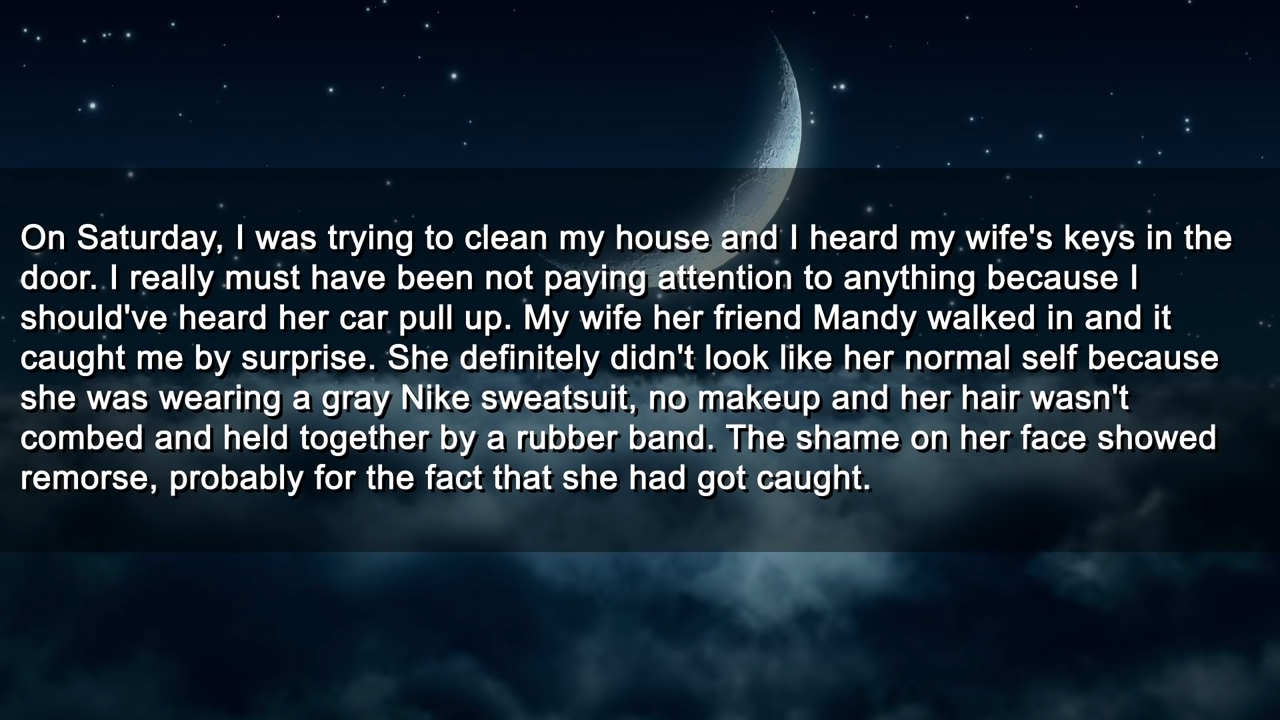 On Saturday, I was trying to clean my house and I heard my wife's keys in the
door. I really must have been not paying attention to anything because I
should've heard her car pull up. My wife her friend Mandy walked in and it
caught me by surprise. She definitely didn't look like her normal self because
she was wearing a gray Nike sweatsuit, no makeup and her hair wasn't
combed and held together by a rubber band. The shame on her face showed
remorse, probably for the fact that she had got caught.